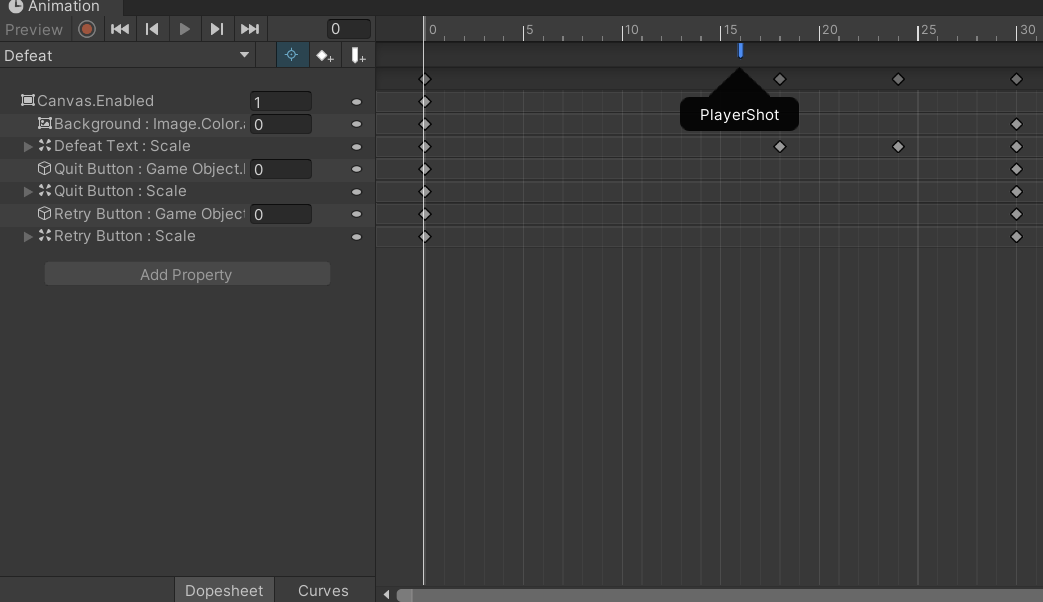 Animation
Preview 0
0 5 10 15 20 25 30
Defeat
PlayerShot
Canvas.Enabled 1
Background : Image.Color. 0
Defeat Text : Scale
Quit Button : Game Object. 0
Quit Button : Scale
Retry Button : Game Objec 0
Retry Button : Scale
Add Property
Dopesheet Curves